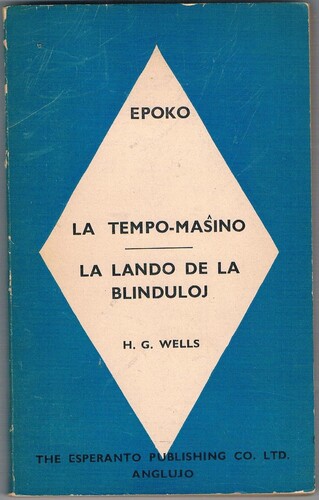 EPOKO
LA TEMPO-MAŜINO
LA LANDO DE LA
BLINDULOJ
H. G. WELLS
THE ESPERANTO PUBLISHING CO. LTD.
ANGLUJO